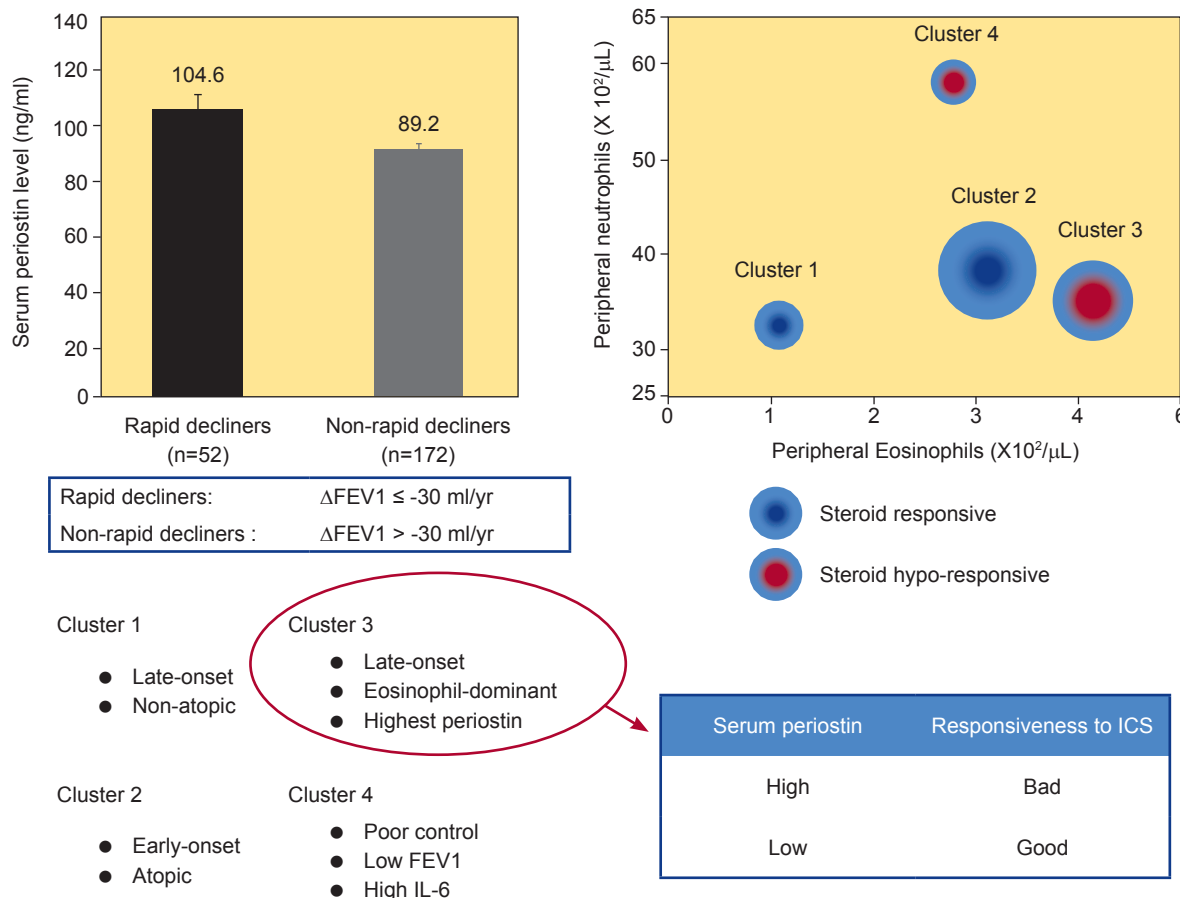 140
120
100
80
60
40
20
0
Serum periostin level (ng/ml)
104.6
89.2
Rapid decliners
(n=52)
Non-rapid decliners
(n=172)
Rapid decliners: ΔFEV1 ≤ -30 ml/yr
Non-rapid decliners : ΔFEV1 > -30 ml/yr
65
60
50
40
30
25
Peripheral neutrophils (X 10²/μL)
Cluster 4
Cluster 2
Cluster 3
Cluster 1
0 1 2 3 4 6
Peripheral Eosinophils (X10²/μL)
Steroid responsive
Steroid hypo-responsive
Cluster 1
● Late-onset
● Non-atopic
Cluster 3
● Late-onset
● Eosinophil-dominant
● Highest periostin
Cluster 2
● Early-onset
● Atopic
Cluster 4
● Poor control
● Low FEV1
● High IL-6
Serum periostin Responsiveness to ICS
High Bad
Low Good